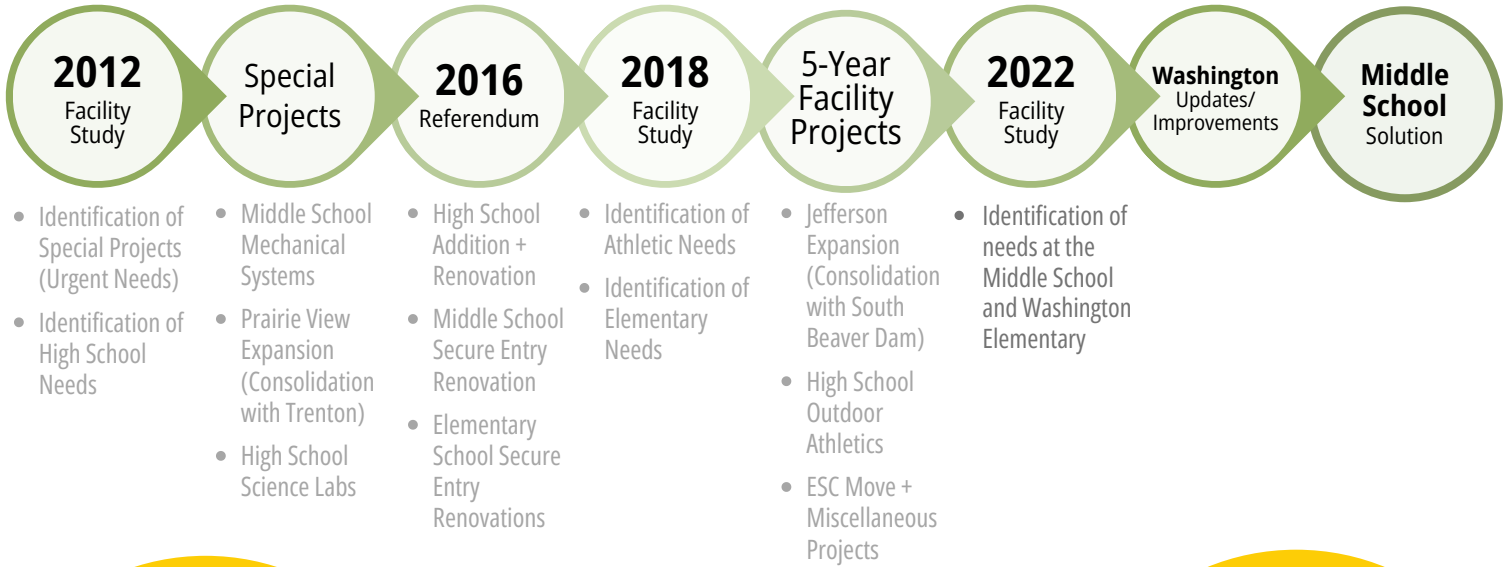 2012
Facility
Study
Special
Projects
2016
Referendum
2018
Facility
Study
5-Year
Facility
Projects
2022
Facility
Study
Washington
Updates/
Improvements
Middle
School
Solution
• Identification of
Special Projects
(Urgent Needs)
• Identification of
High School
Needs
• Middle School
Mechanical
Systems
• Prairie View
Expansion
(Consolidation
with Trenton)
• High School
Science Labs
• High School
Addition +
Renovation
• Middle School
Secure Entry
Renovation
• Elementary
School Secure
Entry
Renovations
• Identification of
Athletic Needs
• Identification of
Elementary
Needs
• Jefferson
Expansion
(Consolidation
with South
Beaver Dam)
• High School
Outdoor
Athletics
• ESC Move +
Miscellaneous
Projects
• Identification of
needs at the
Middle School
and Washington
Elementary